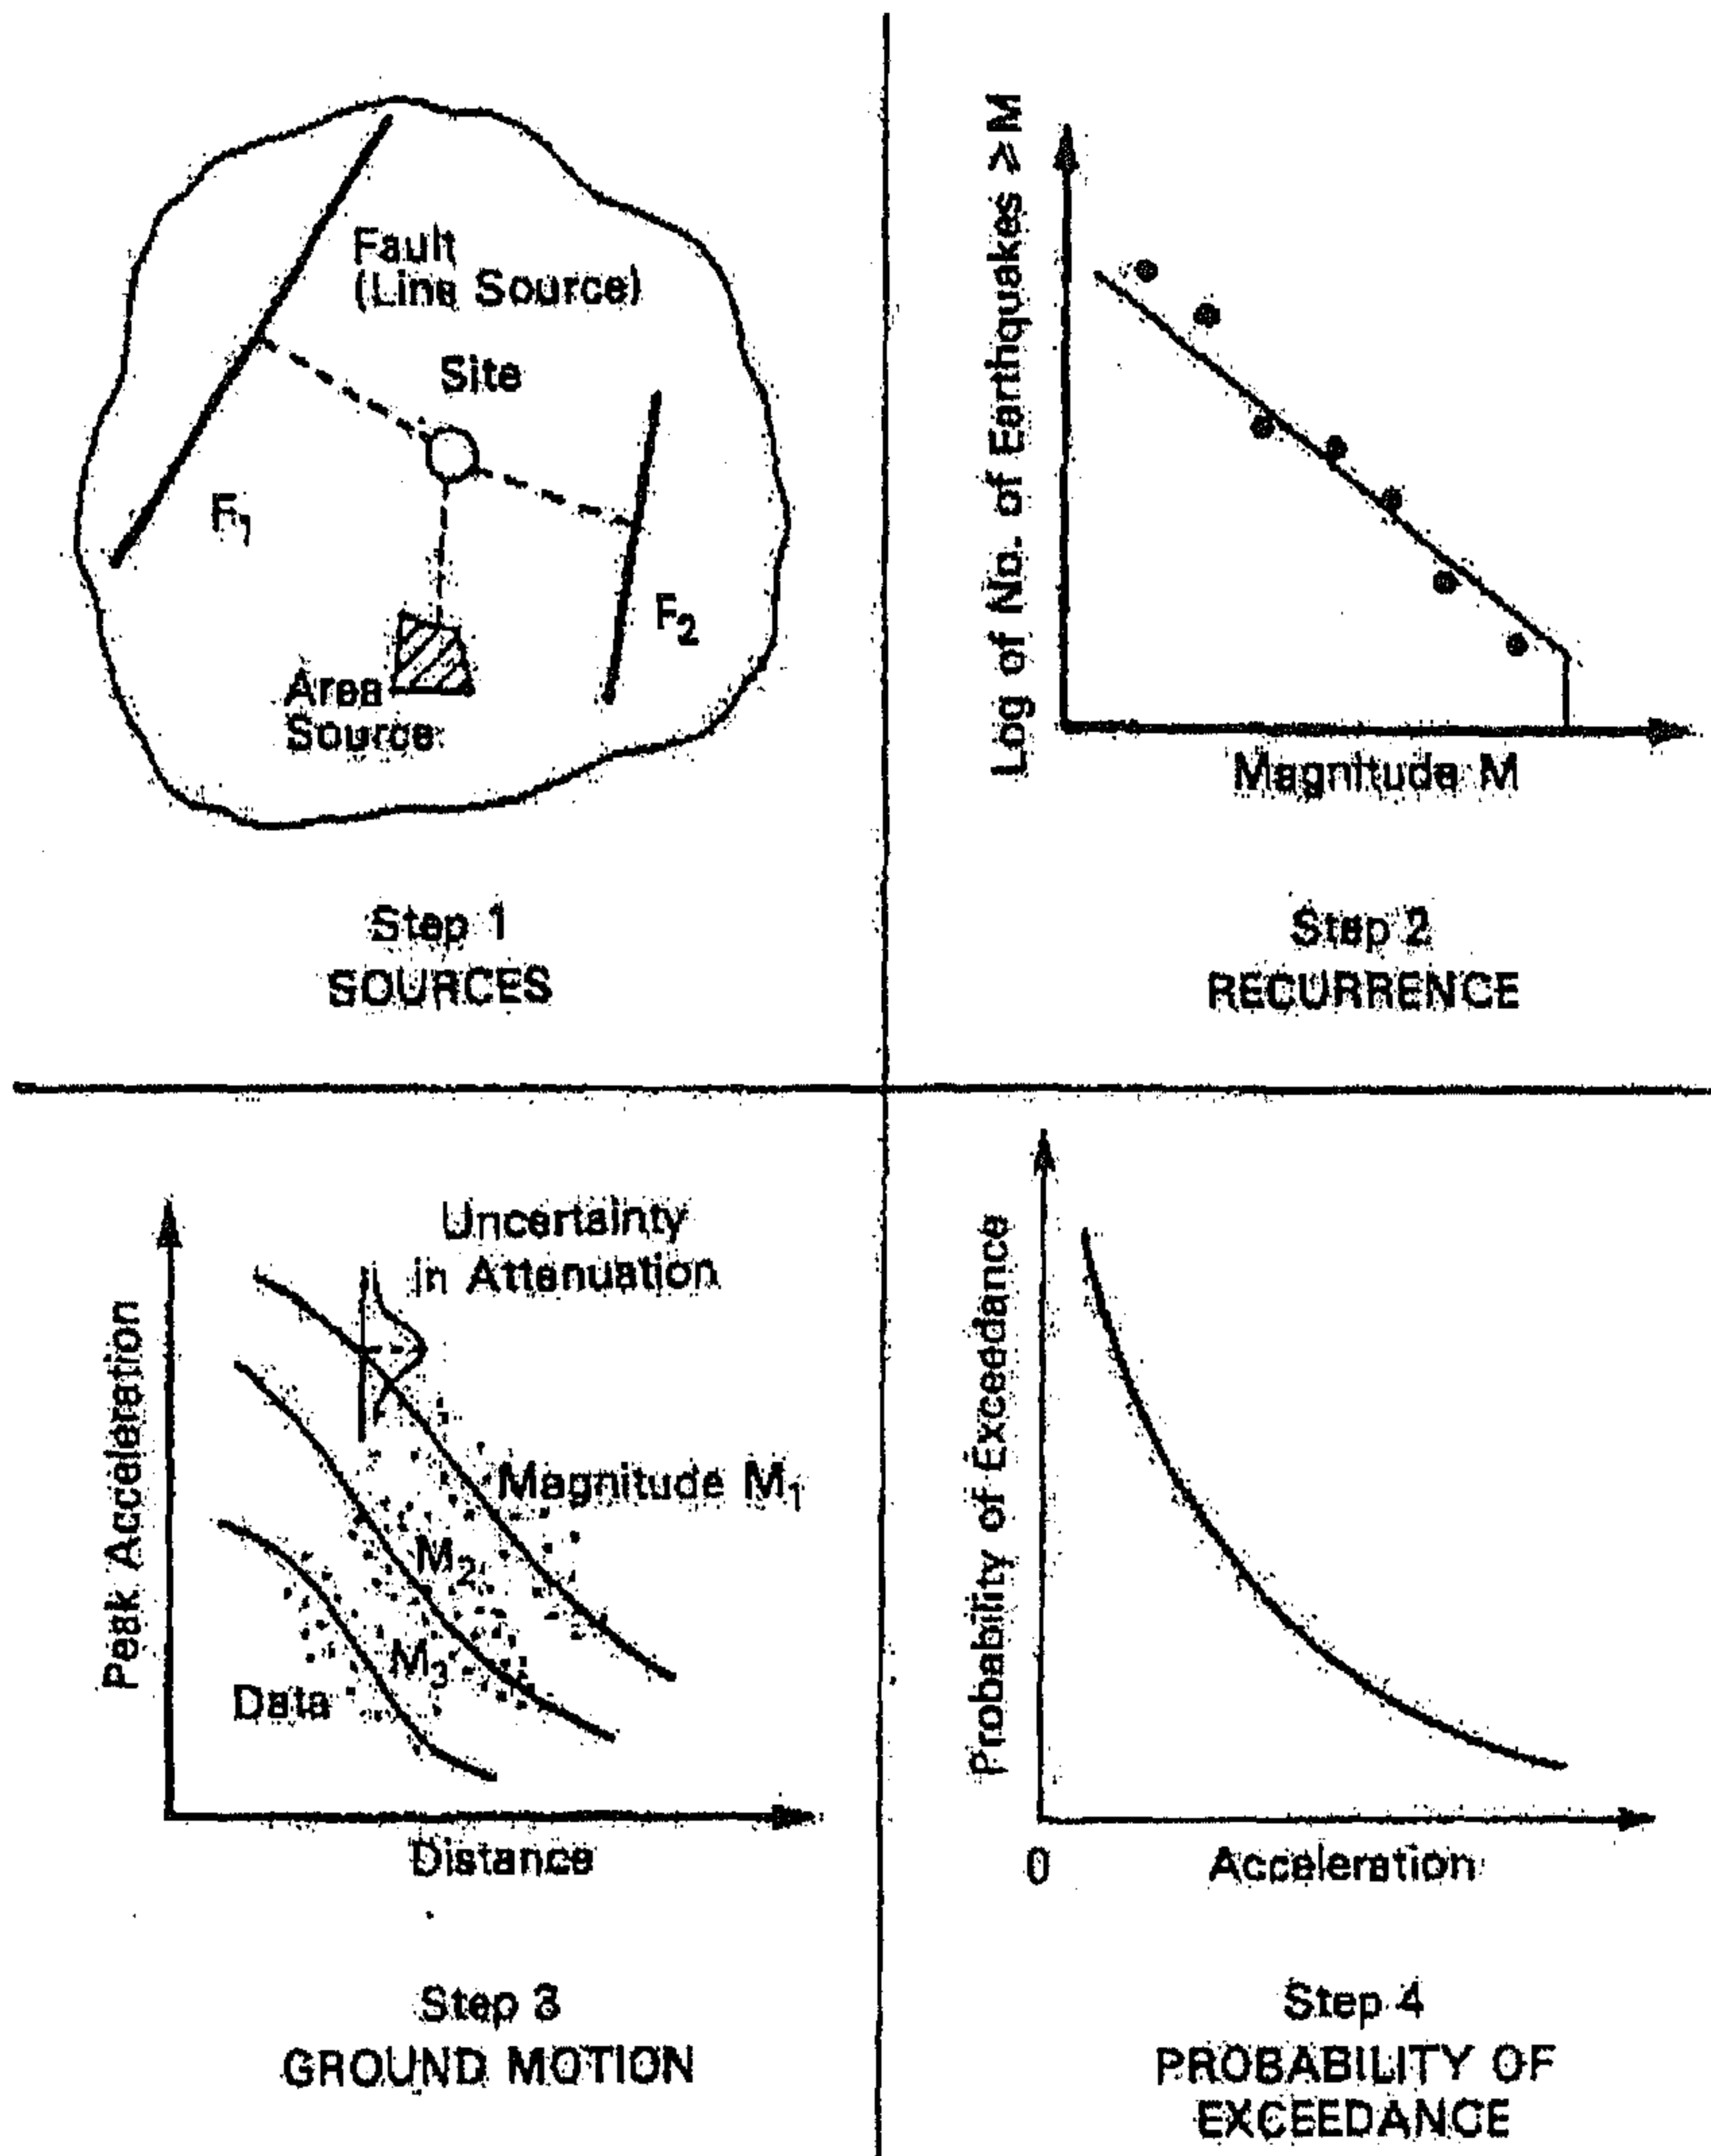 Fault
(Line Source)
Site
F1
F2
Area
Source
Step 1
SOURCES
Log of No. of Earthquakes ≥ M
Magnitude M
Step 2
RECURRENCE
Uncertainty
in Attenuation
Peak Acceleration
Magnitude M1
M2
M3
Data
Distance
Step 3
GROUND MOTION
Probability of Exceedance
0
Acceleration
Step 4
PROBABILITY OF
EXCEEDANCE